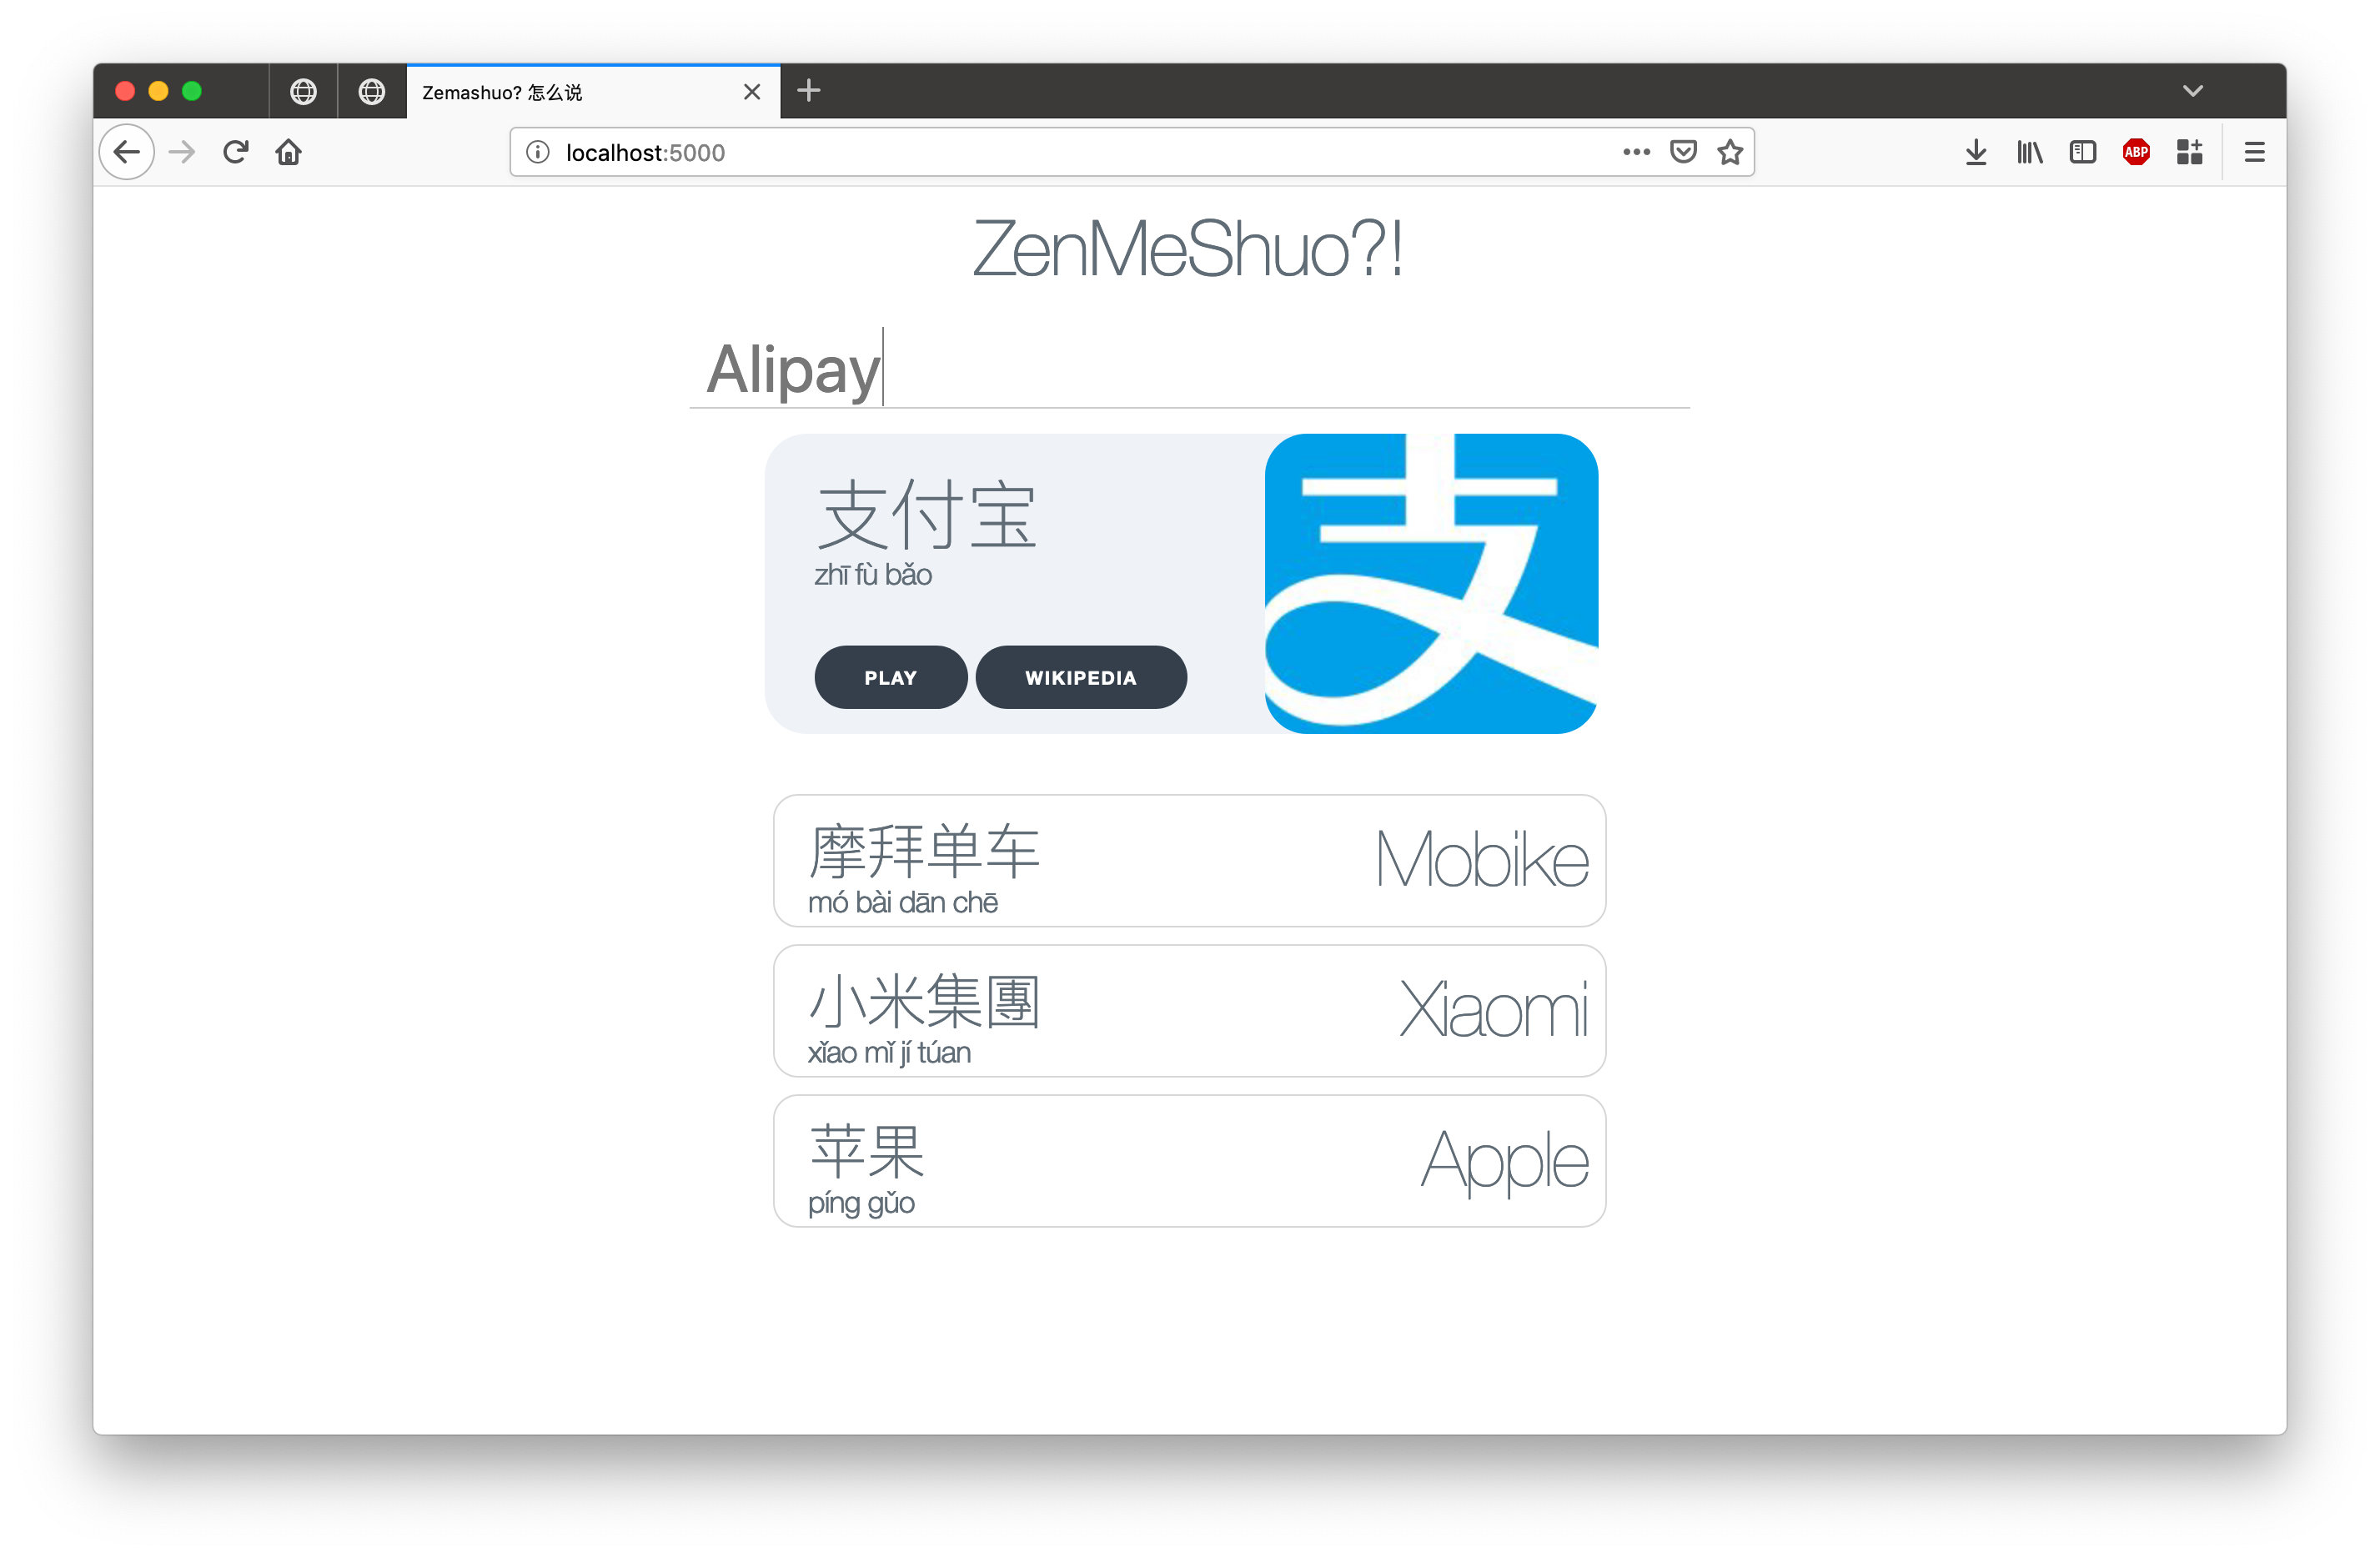 Zemashuo? 怎么说
localhost:5000
ABP
ZenMeShuo?!
Alipay
支付宝
zhī fù bǎo
PLAY
WIKIPEDIA
支
摩拜单车
Mobike
mó bài dān chē
小米集團
Xiaomi
xǐao mǐ jí túan
苹果
Apple
píng gǔo